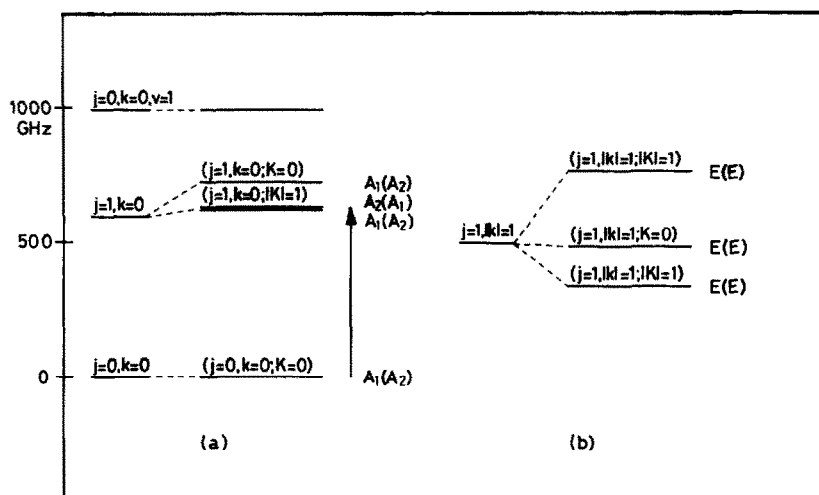 1000
GHz
500
0
j=0,k=0,v=1
(j=1,k=0;K=0)
j=1,k=0
(j=1,k=0;|K|=1)
A₁(A₂)
A₂(A₁)
A₁(A₂)
j=0,k=0
(j=0,k=0;K=0)
A₁(A₂)
(a)
(j=1,|k|=1;|K|=1)
E(E)
j=1,|k|=1
(j=1,|k|=1;K=0)
E(E)
(j=1,|k|=1;|K|=1)
E(E)
(b)